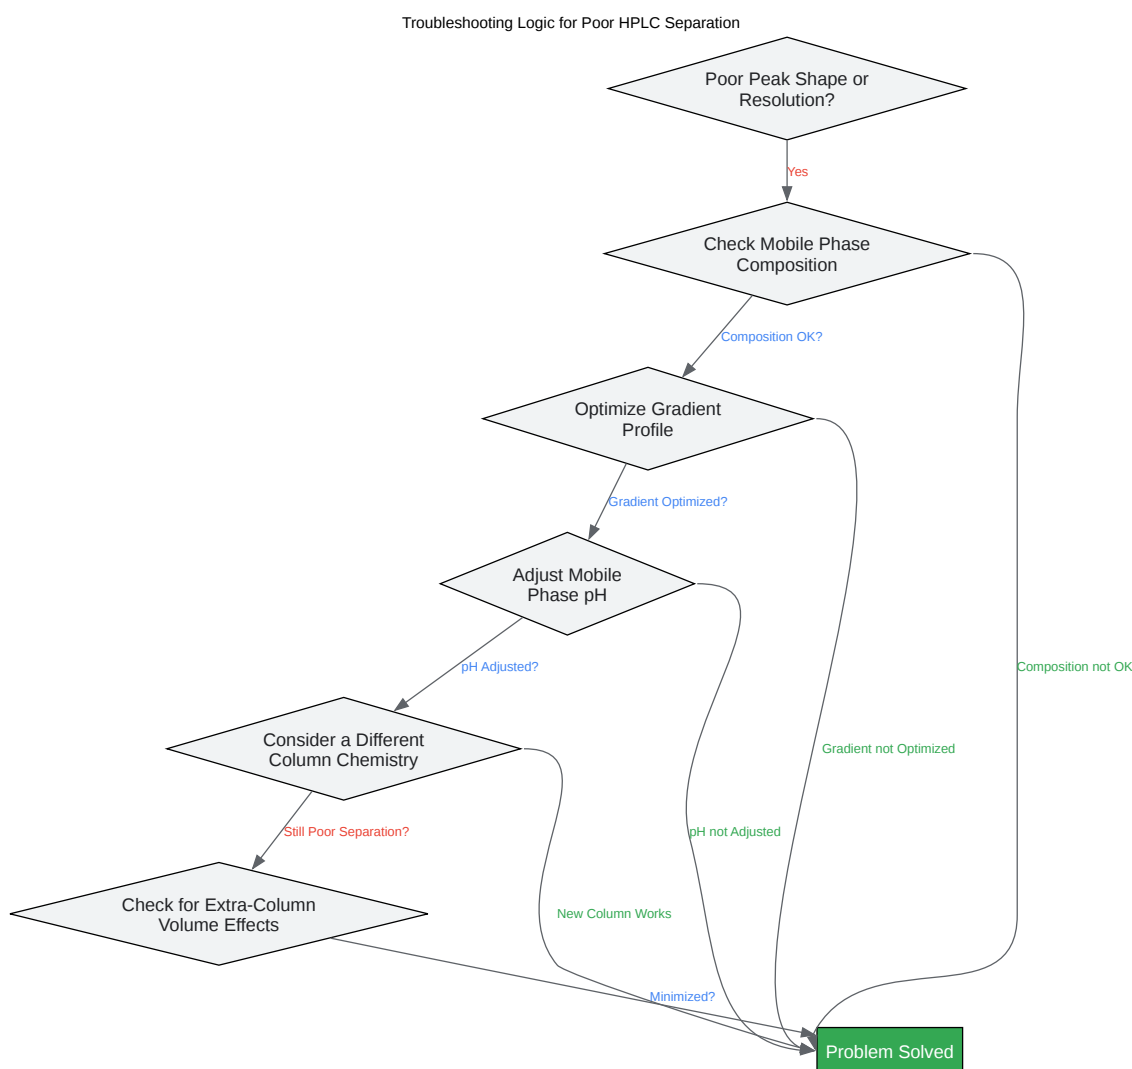 Troubleshooting Logic for Poor HPLC Separation
Poor Peak Shape or
Resolution?
Yes
Check Mobile Phase
Composition
Composition OK?
Optimize Gradient
Profile
Gradient Optimized?
Adjust Mobile
Phase pH
pH Adjusted?
Composition not OK
Consider a Different
Column Chemistry
Gradient not Optimized
Still Poor Separation?
pH not Adjusted
Check for Extra-Column
Volume Effects
New Column Works
Minimized?
Problem Solved